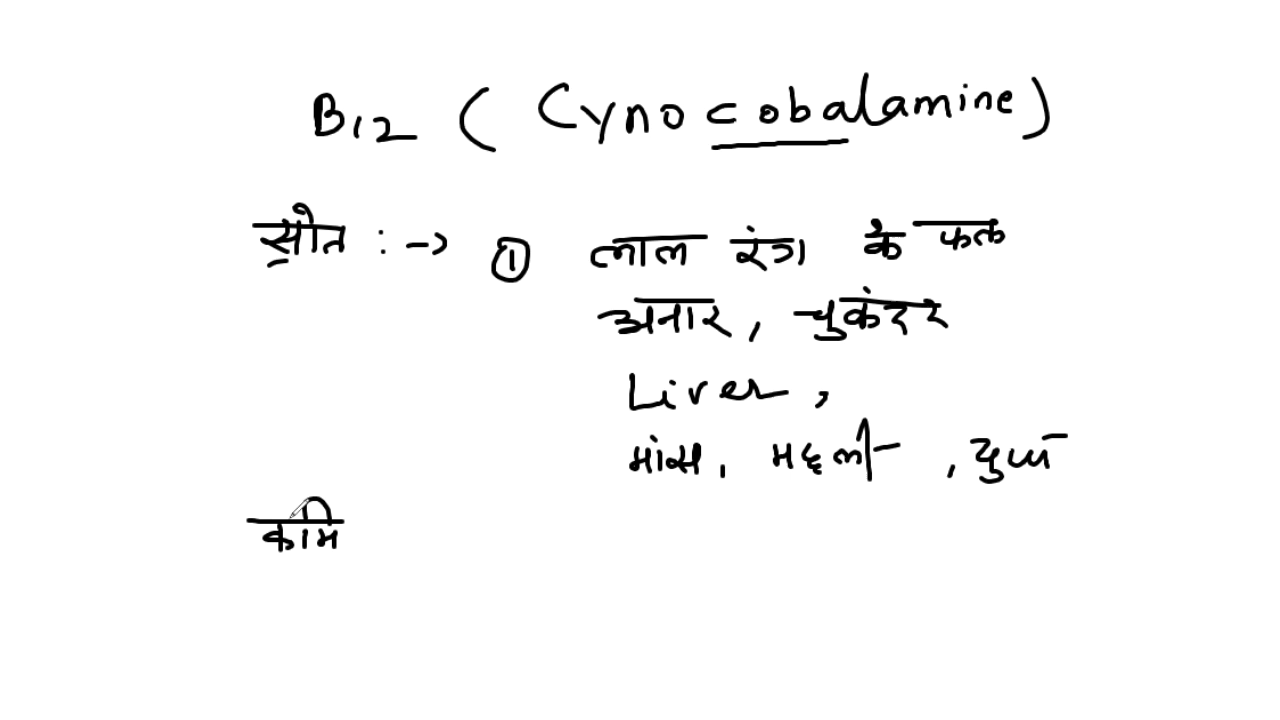 B12 ( Cynocobalamine )
स्रोत :-> ① लाल रंग के फल
अनार, चुकंदर
Liver,
मांस, मछली, दुध
कमि